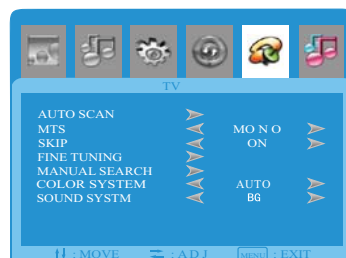 TV
AUTO SCAN
MTS MO N O
SKIP ON
FINE TUNING
MANUAL SEARCH
COLOR SYSTEM AUTO
SOUND SYSTM BG
: MOVE : A D J MENU : EXIT